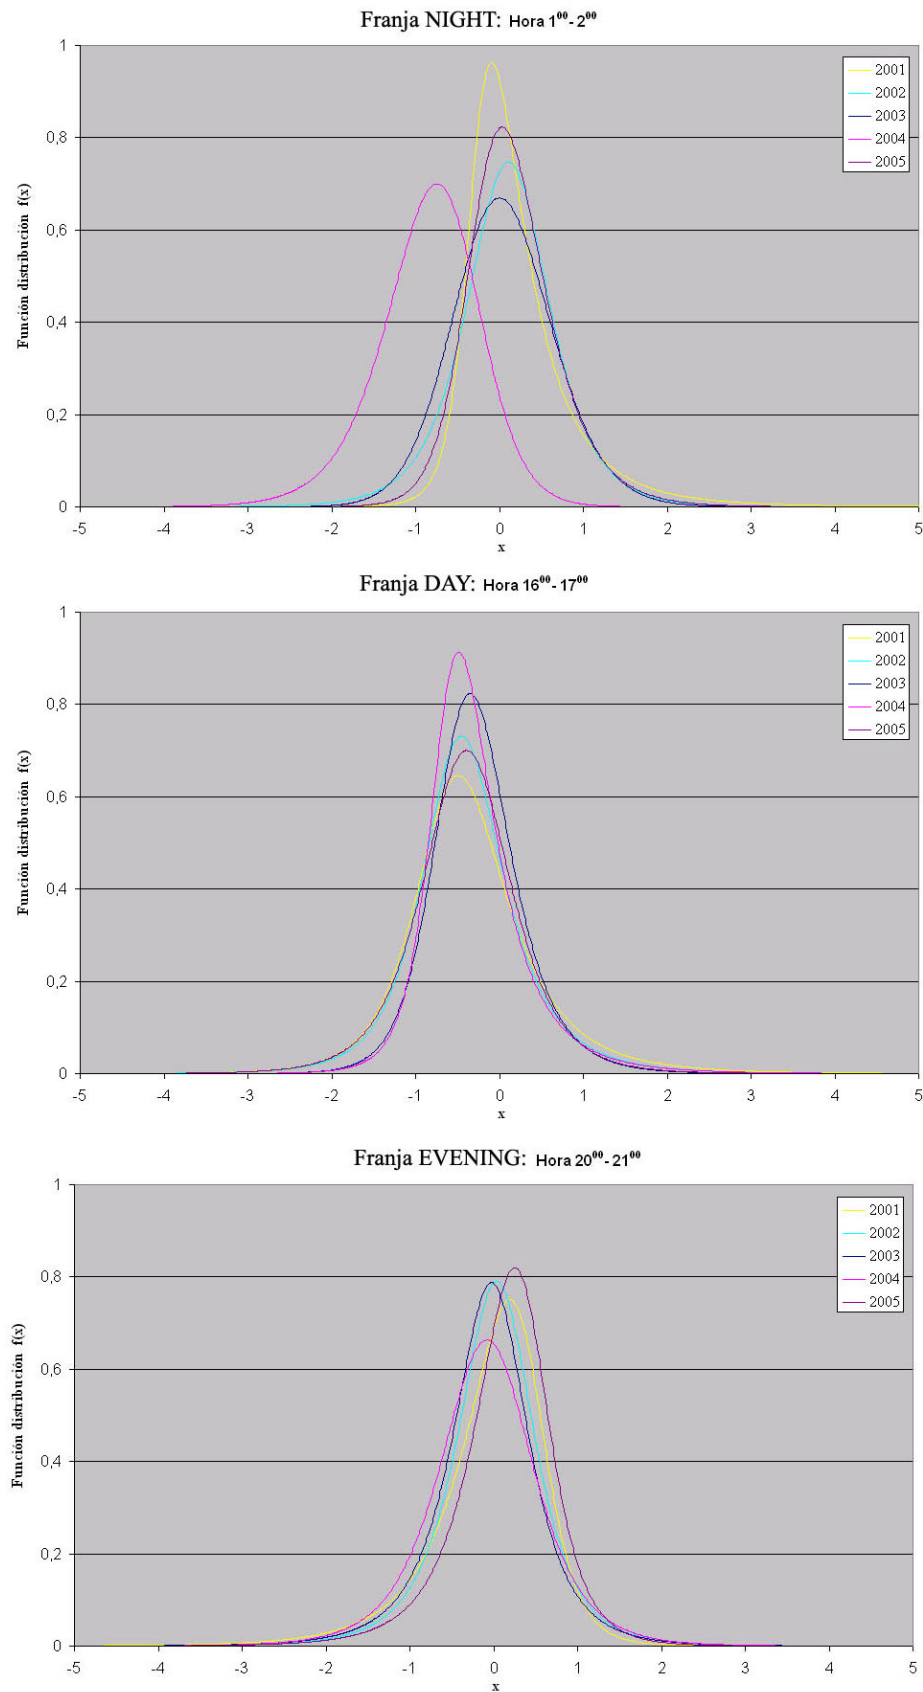 Franja NIGHT: Hora 1⁰⁰-2⁰⁰
1
0,8
0,6
0,4
0,2
0
Función distribución f(x)
-5 -4 -3 -2 -1 0 1 2 3 4 5
x
2001
2002
2003
2004
2005
Franja DAY: Hora 16⁰⁰-17⁰⁰
1
0,8
0,6
0,4
0,2
0
Función distribución f(x)
-5 -4 -3 -2 -1 0 1 2 3 4 5
x
2001
2002
2003
2004
2005
Franja EVENING: Hora 20⁰⁰-21⁰⁰
1
0,8
0,6
0,4
0,2
0
Función distribución f(x)
-5 -4 -3 -2 -1 0 1 2 3 4 5
x
2001
2002
2003
2004
2005